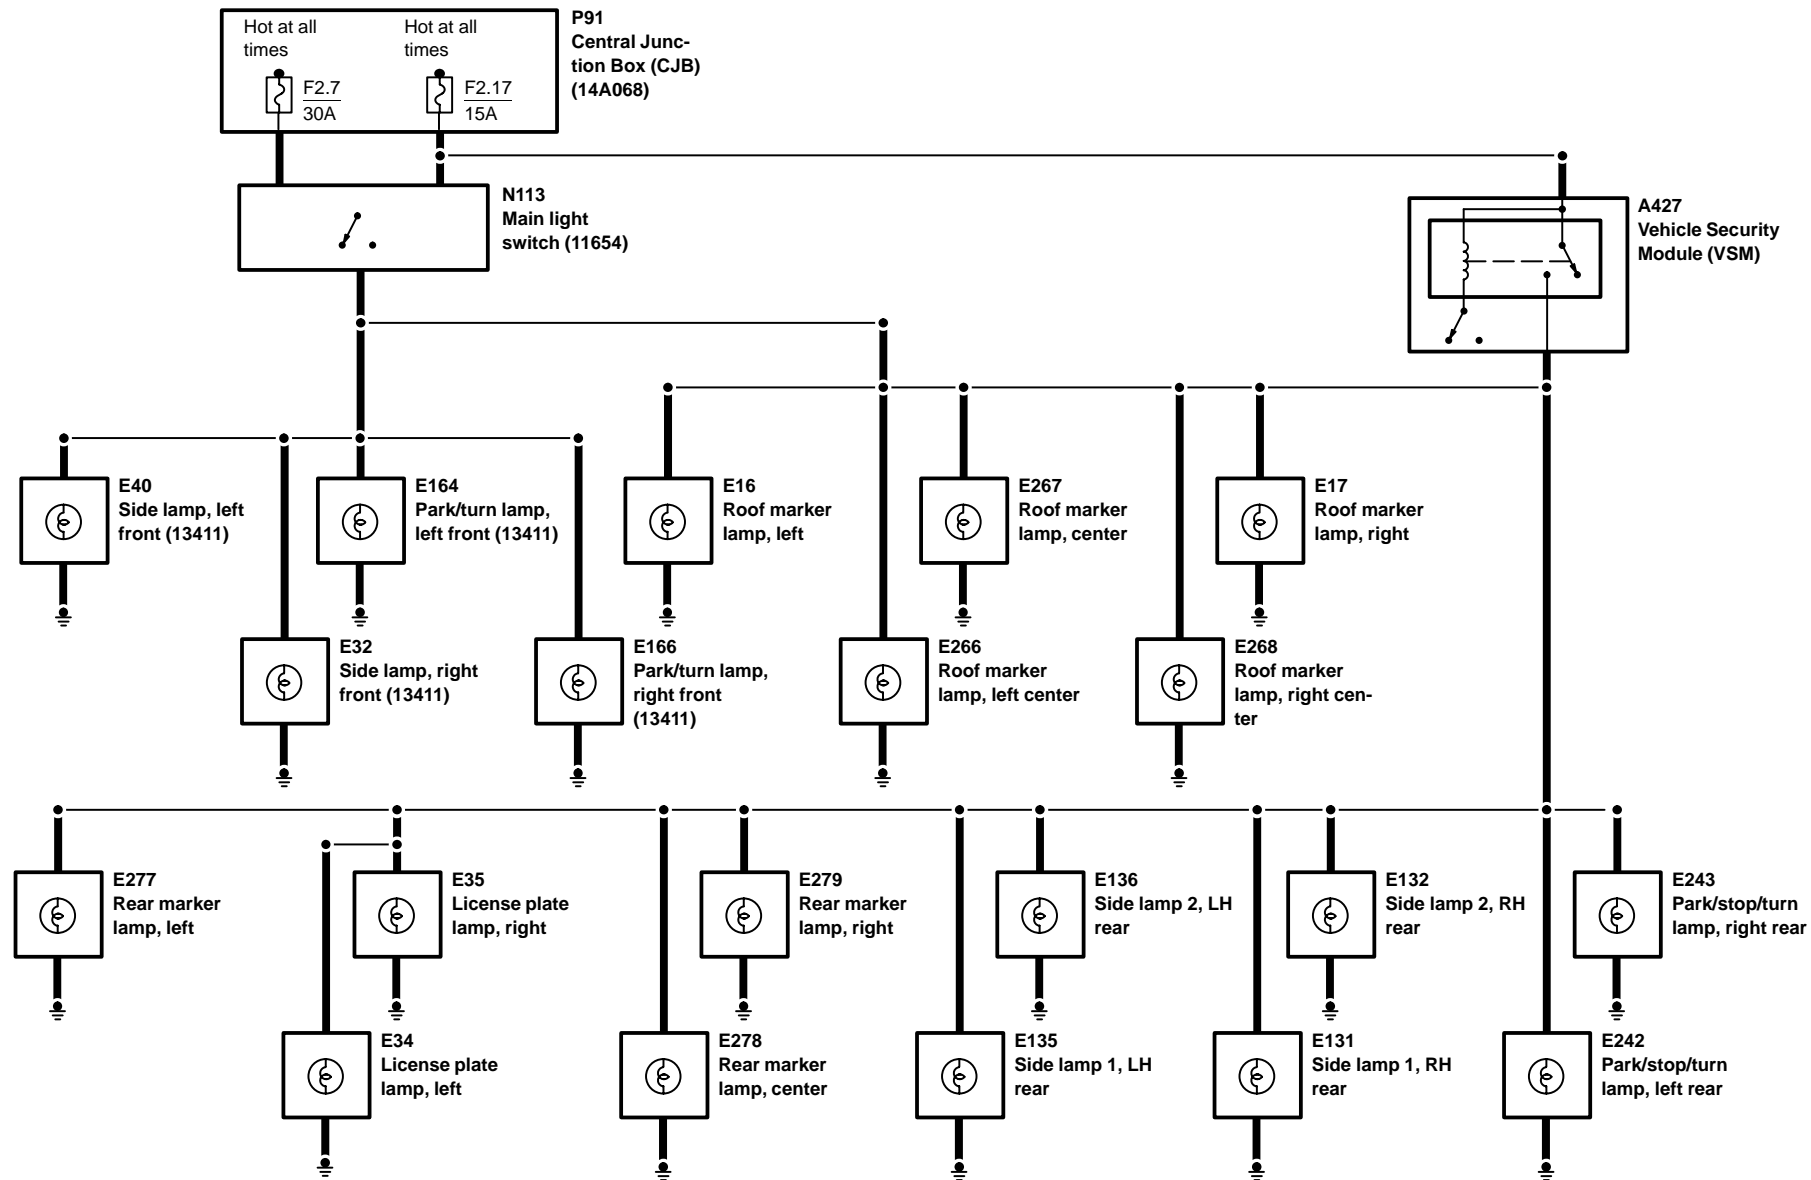 Hot at all
times
Hot at all
times
F2.7
30A
F2.17
15A
P91
Central Junc-
tion Box (CJB)
(14A068)
N113
Main light
switch (11654)
A427
Vehicle Security
Module (VSM)
E40
Side lamp, left
front (13411)
E164
Park/turn lamp,
left front (13411)
E16
Roof marker
lamp, left
E267
Roof marker
lamp, center
E17
Roof marker
lamp, right
E32
Side lamp, right
front (13411)
E166
Park/turn lamp,
right front
(13411)
E266
Roof marker
lamp, left center
E268
Roof marker
lamp, right cen-
ter
E277
Rear marker
lamp, left
E35
License plate
lamp, right
E279
Rear marker
lamp, right
E136
Side lamp 2, LH
rear
E132
Side lamp 2, RH
rear
E243
Park/stop/turn
lamp, right rear
E34
License plate
lamp, left
E278
Rear marker
lamp, center
E135
Side lamp 1, LH
rear
E131
Side lamp 1, RH
rear
E242
Park/stop/turn
lamp, left rear